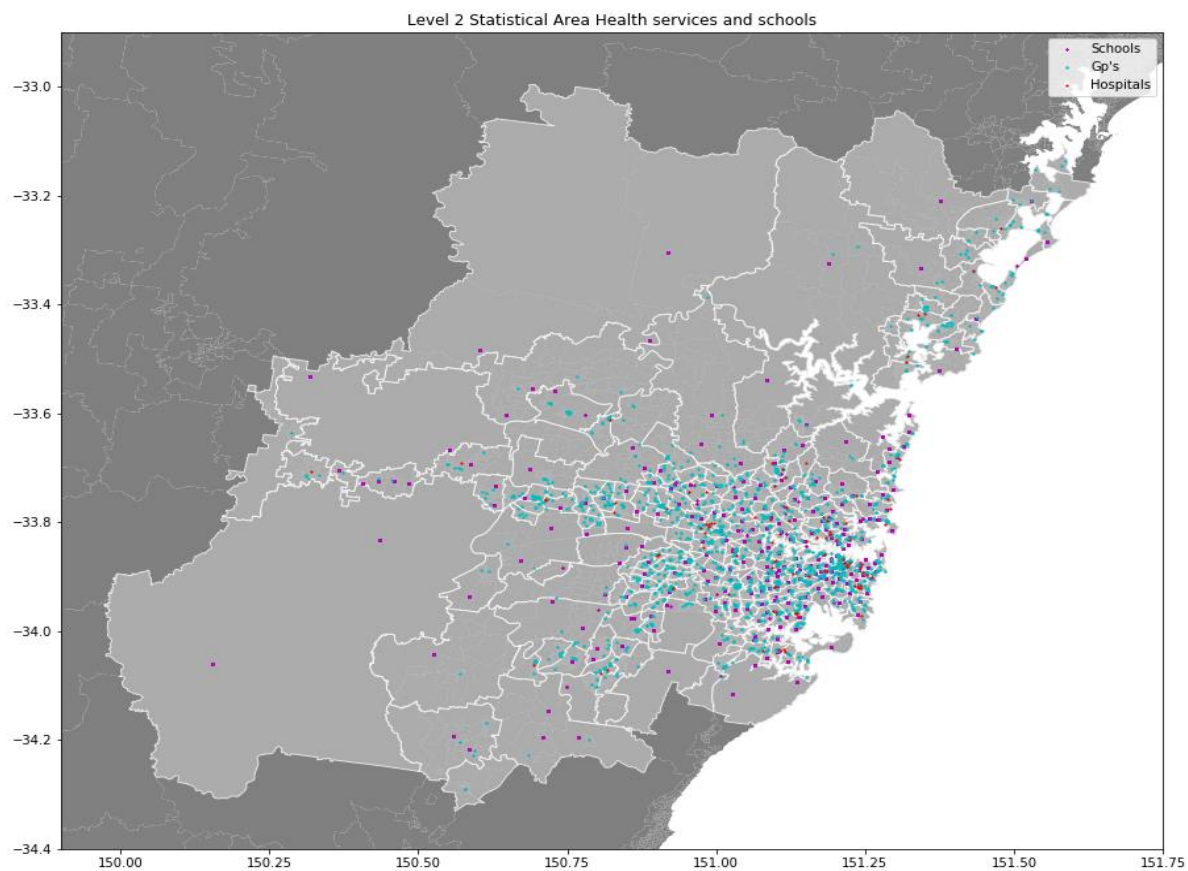 Level 2 Statistical Area Health services and schools
Schools
Gp's
Hospitals
−33.0
−33.2
−33.4
−33.6
−33.8
−34.0
−34.2
−34.4
150.00 150.25 150.50 150.75 151.00 151.25 151.50 151.75